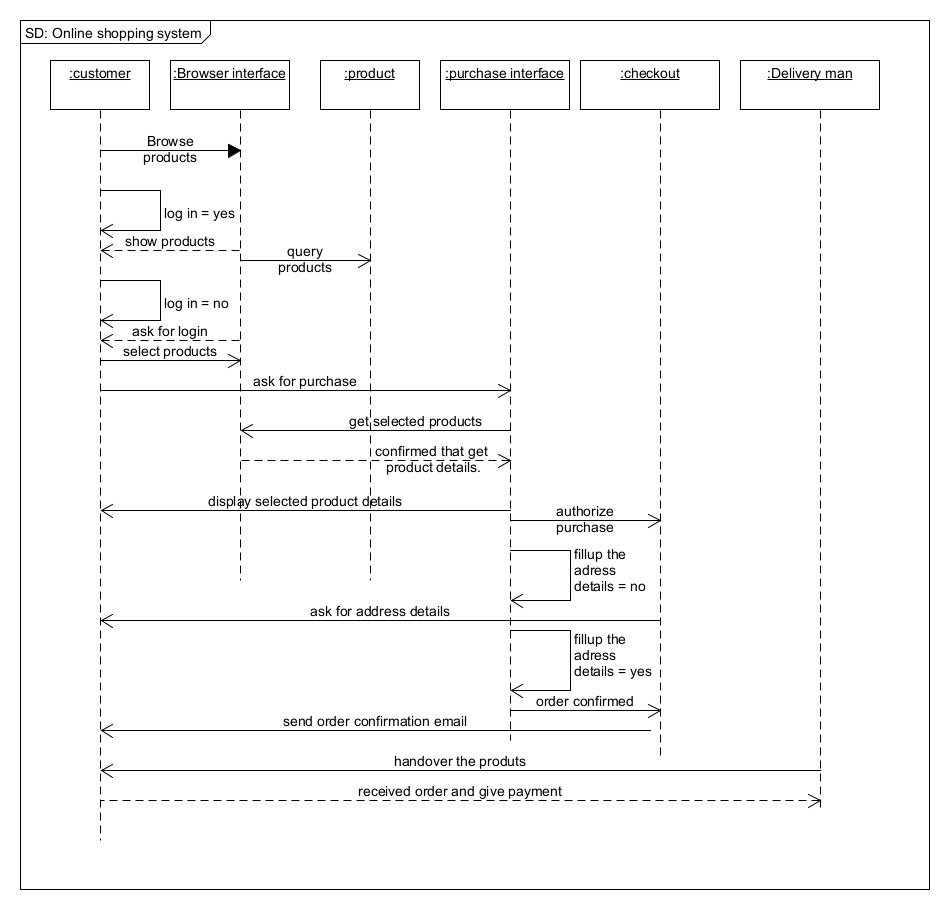 SD: Online shopping system
:customer
:Browser interface
:product
:purchase interface
:checkout
:Delivery man
Browse
products
log in = yes
show products
query
products
log in = no
ask for login
select products
ask for purchase
get selected products
confirmed that get
product details.
display selected product details
authorize
purchase
fillup the
adress
details = no
ask for address details
fillup the
adress
details = yes
order confirmed
send order confirmation email
handover the produts
received order and give payment